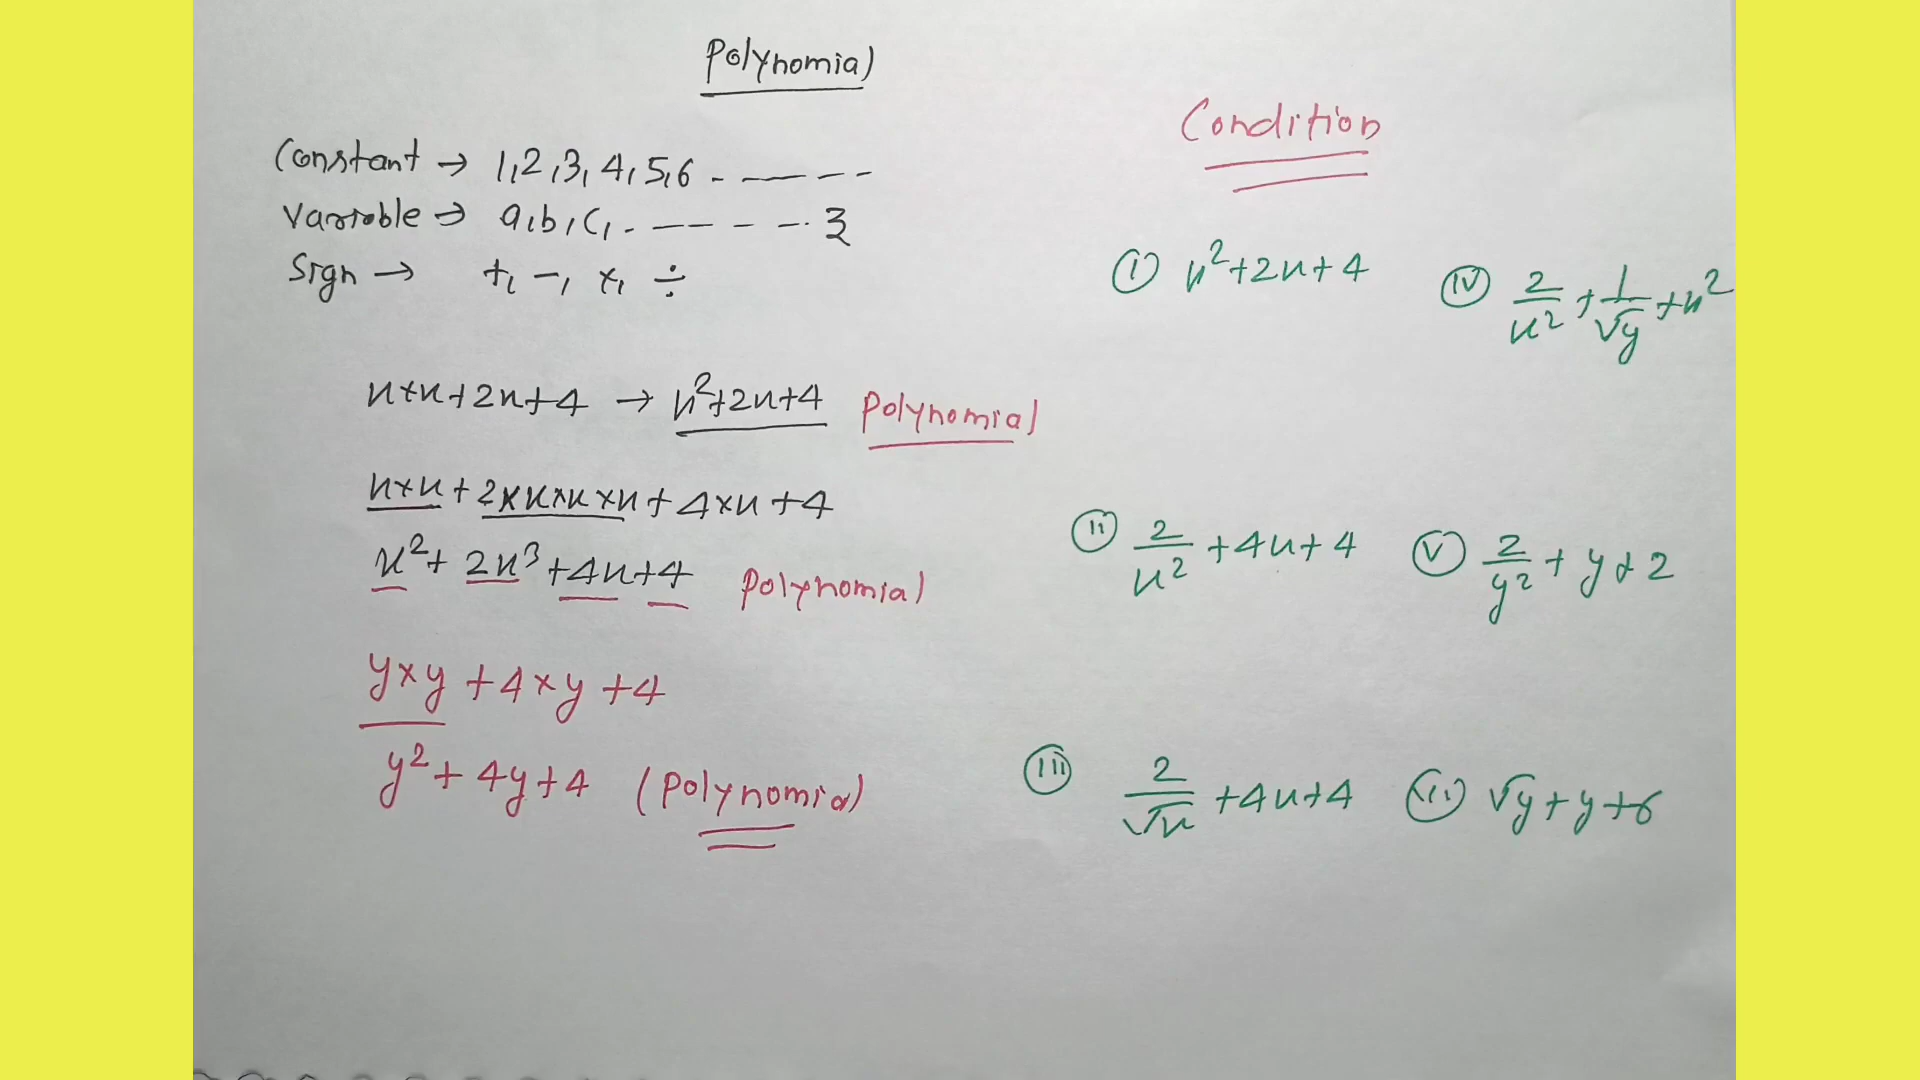 Polynomial
Constant → 1,2,3,4,5,6 - — — - -
Variable → a,b,c, - — — - - - z
Sign → +, -, ×, ÷
x×x+2x+4 → x²+2x+4 Polynomial
x×x+2×x×x×x+4×x+4
x²+2x³+4x+4 Polynomial
y×y+4×y+4
y²+4y+4 (Polynomial)
Condition
(i) x²+2x+4
(iv) 2/x²+1/√y+x²
(ii) 2/x²+4x+4
(v) 2/y²+y+2
(iii) 2/√x+4x+4
√y+y+6